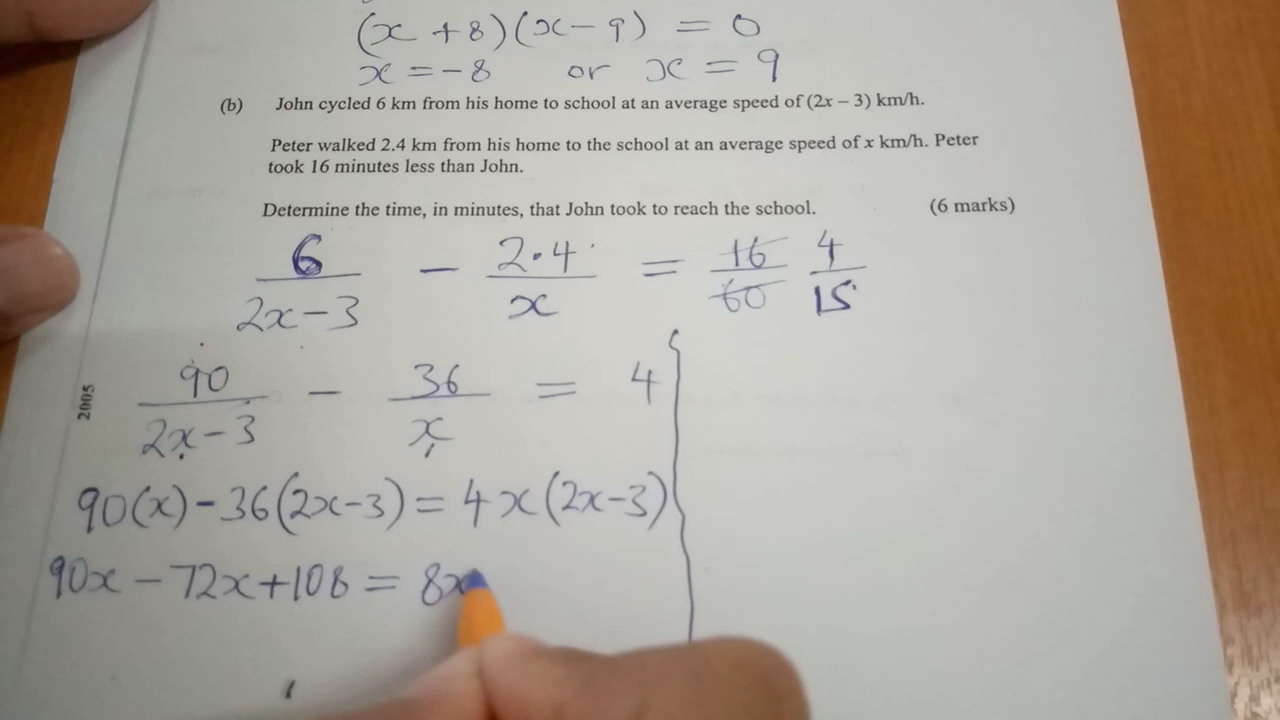 (x + 8)(x − 9) = 0
x = −8 or x = 9
(b) John cycled 6 km from his home to school at an average speed of (2x – 3) km/h.
Peter walked 2.4 km from his home to the school at an average speed of x km/h. Peter
took 16 minutes less than John.
Determine the time, in minutes, that John took to reach the school. (6 marks)
6/(2x − 3) − 2.4/x = 16/60 4/15
90/(2x − 3) − 36/x = 4
2005
90(x) − 36(2x − 3) = 4x(2x − 3)
90x − 72x + 108 = 8x